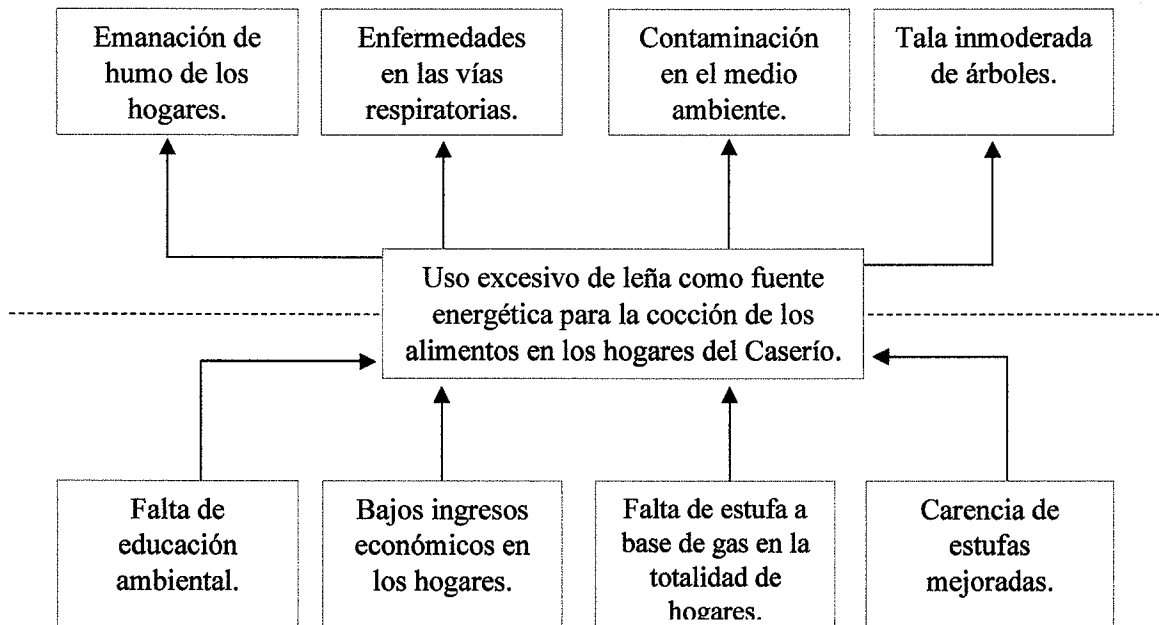 Emanación de
humo de los
hogares.
Enfermedades
en las vías
respiratorias.
Contaminación
en el medio
ambiente.
Tala inmoderada
de árboles.
Uso excesivo de leña como fuente
energética para la cocción de los
alimentos en los hogares del Caserío.
Falta de
educación
ambiental.
Bajos ingresos
económicos en
los hogares.
Falta de estufa a
base de gas en la
totalidad de
hogares.
Carencia de
estufas
mejoradas.